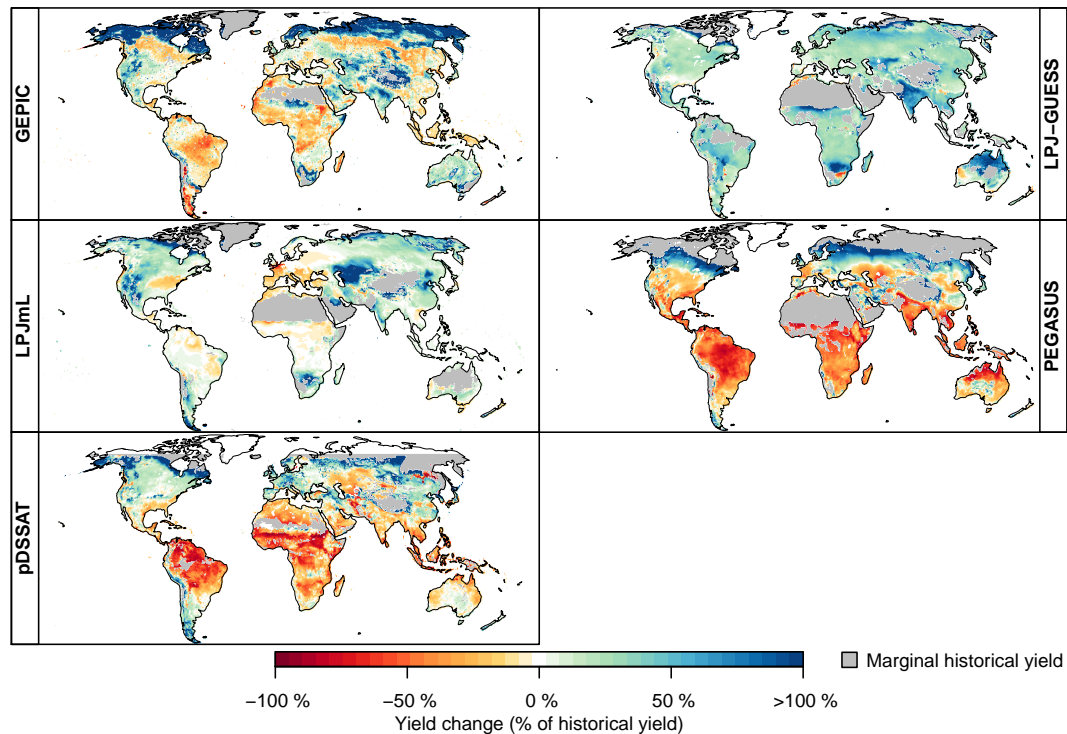 GEPIC
LPJ−GUESS
LPJmL
PEGASUS
pDSSAT
Marginal historical yield
−100 % −50 % 0 % 50 % >100 %
Yield change (% of historical yield)